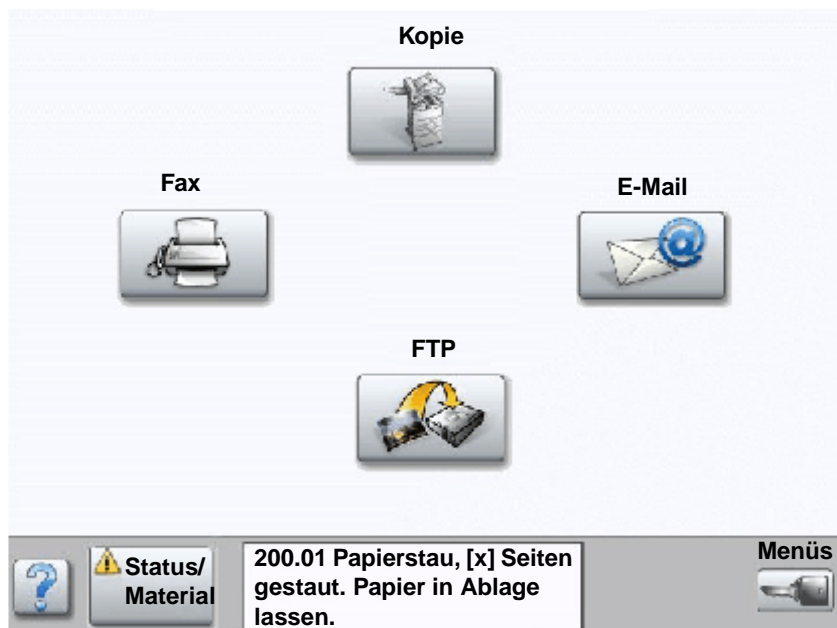 Kopie
Fax
E-Mail
FTP
Status/
Material
200.01 Papierstau, [x] Seiten
gestaut. Papier in Ablage
lassen.
Menüs